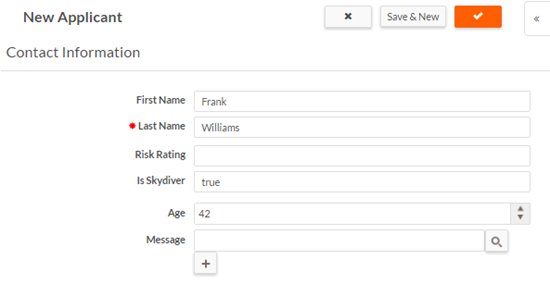 New Applicant
Save & New
Contact Information
First Name Frank
Last Name Williams
Risk Rating
Is Skydiver true
Age 42
Message